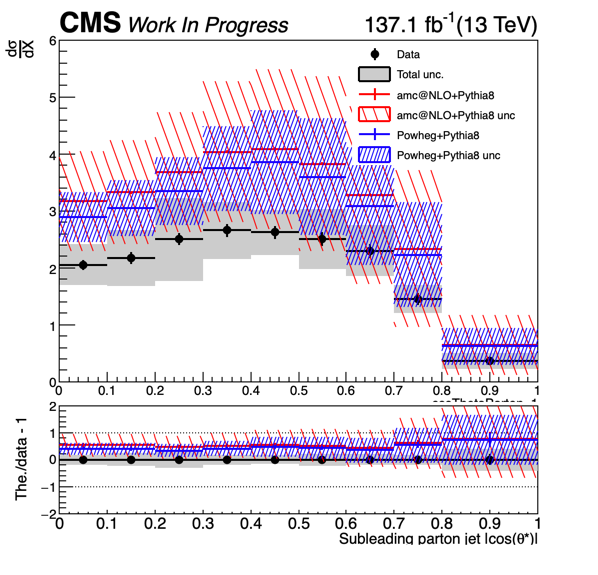 CMS Work In Progress 137.1 fb⁻¹(13 TeV)
dσ
dX
6
5
4
3
2
1
0
Data
Total unc.
amc@NLO+Pythia8
amc@NLO+Pythia8 unc
Powheg+Pythia8
Powheg+Pythia8 unc
0 0.1 0.2 0.3 0.4 0.5 0.6 0.7 0.8 0.9 1
The./data - 1
2
1
0
−1
−2
0 0.1 0.2 0.3 0.4 0.5 0.6 0.7 0.8 0.9 1
Subleading parton jet |cos(θ*)|